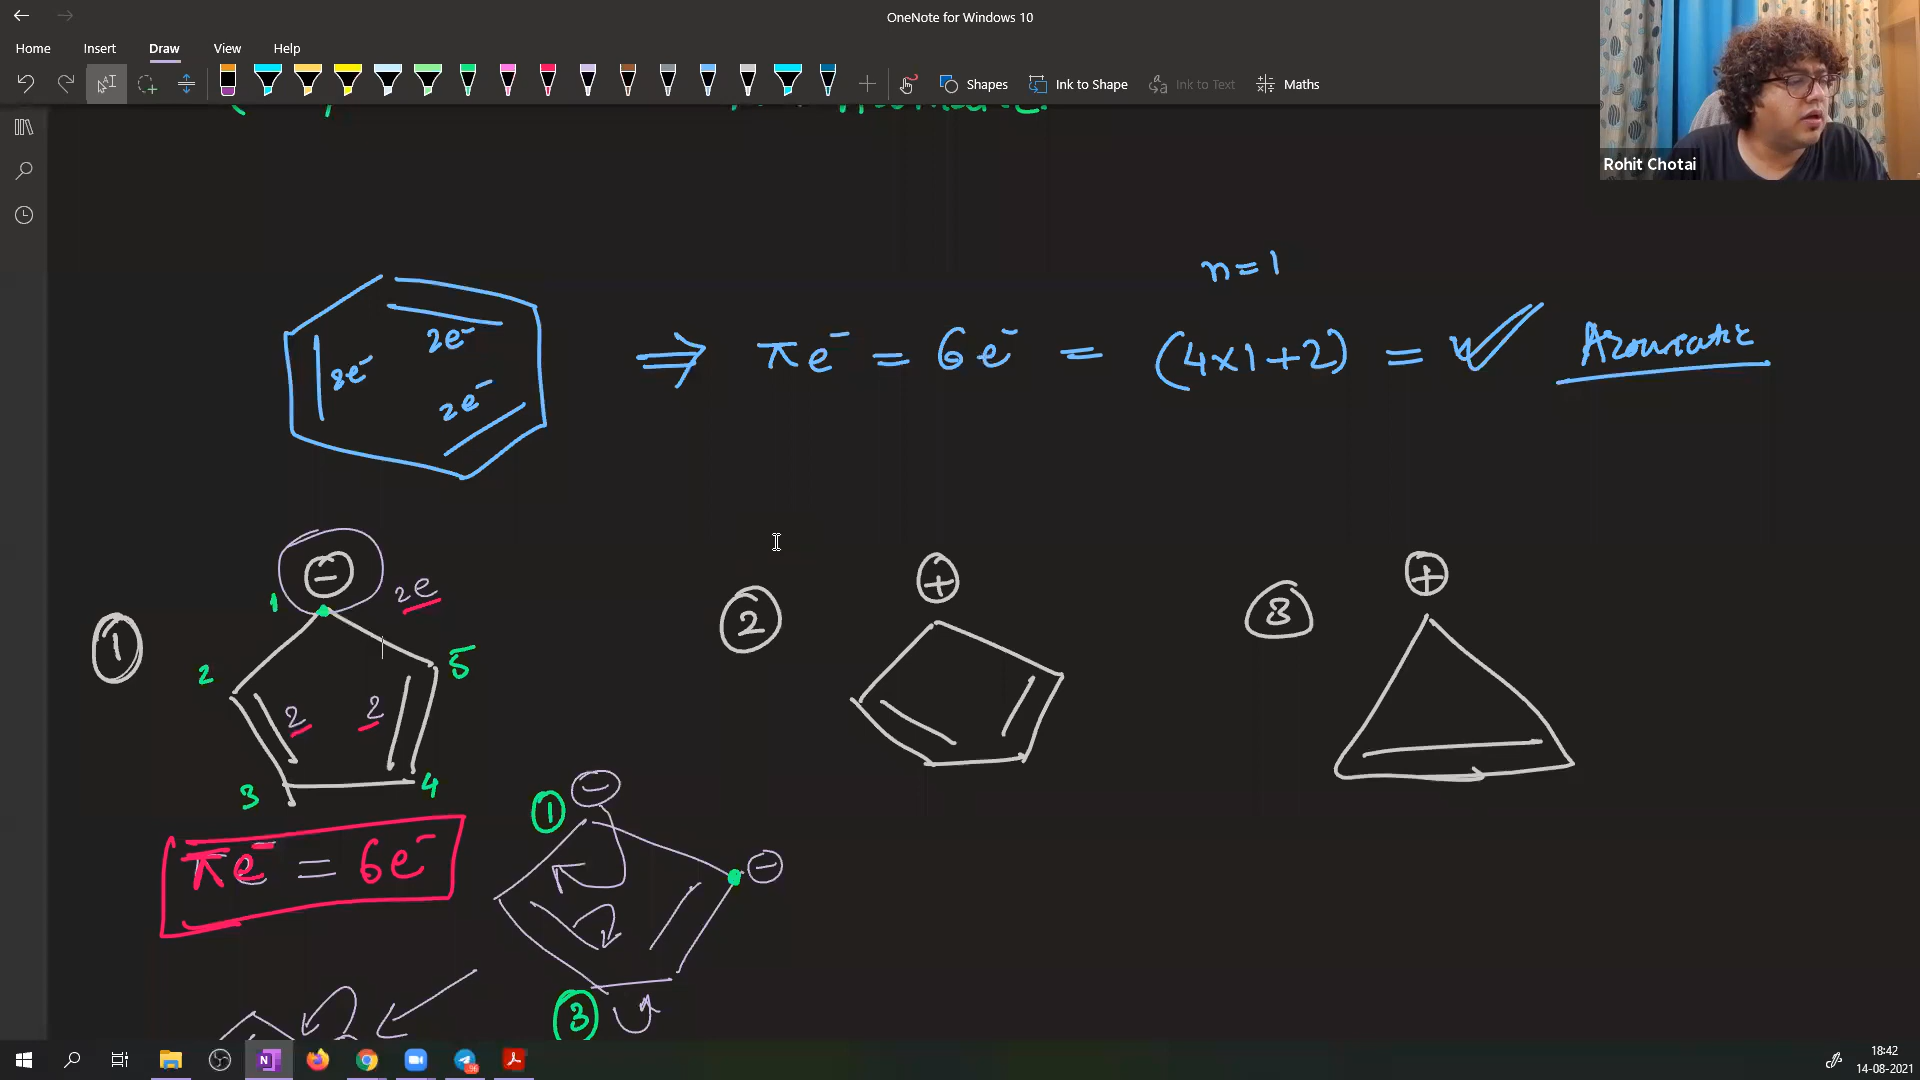 OneNote for Windows 10
Home Insert Draw View Help
Shapes Ink to Shape Ink to Text Maths
Rohit Chotai
n=1
2e⁻
2e⁻
2e⁻
⇒ πe⁻ = 6e⁻ = (4×1+2) = ✓ Aromatic
1
⊖
2e
1
2
3
4
5
2 2
πe⁻ = 6e⁻
2
⊕
3
⊕
1
⊖
⊖
3
18:42
14-08-2021